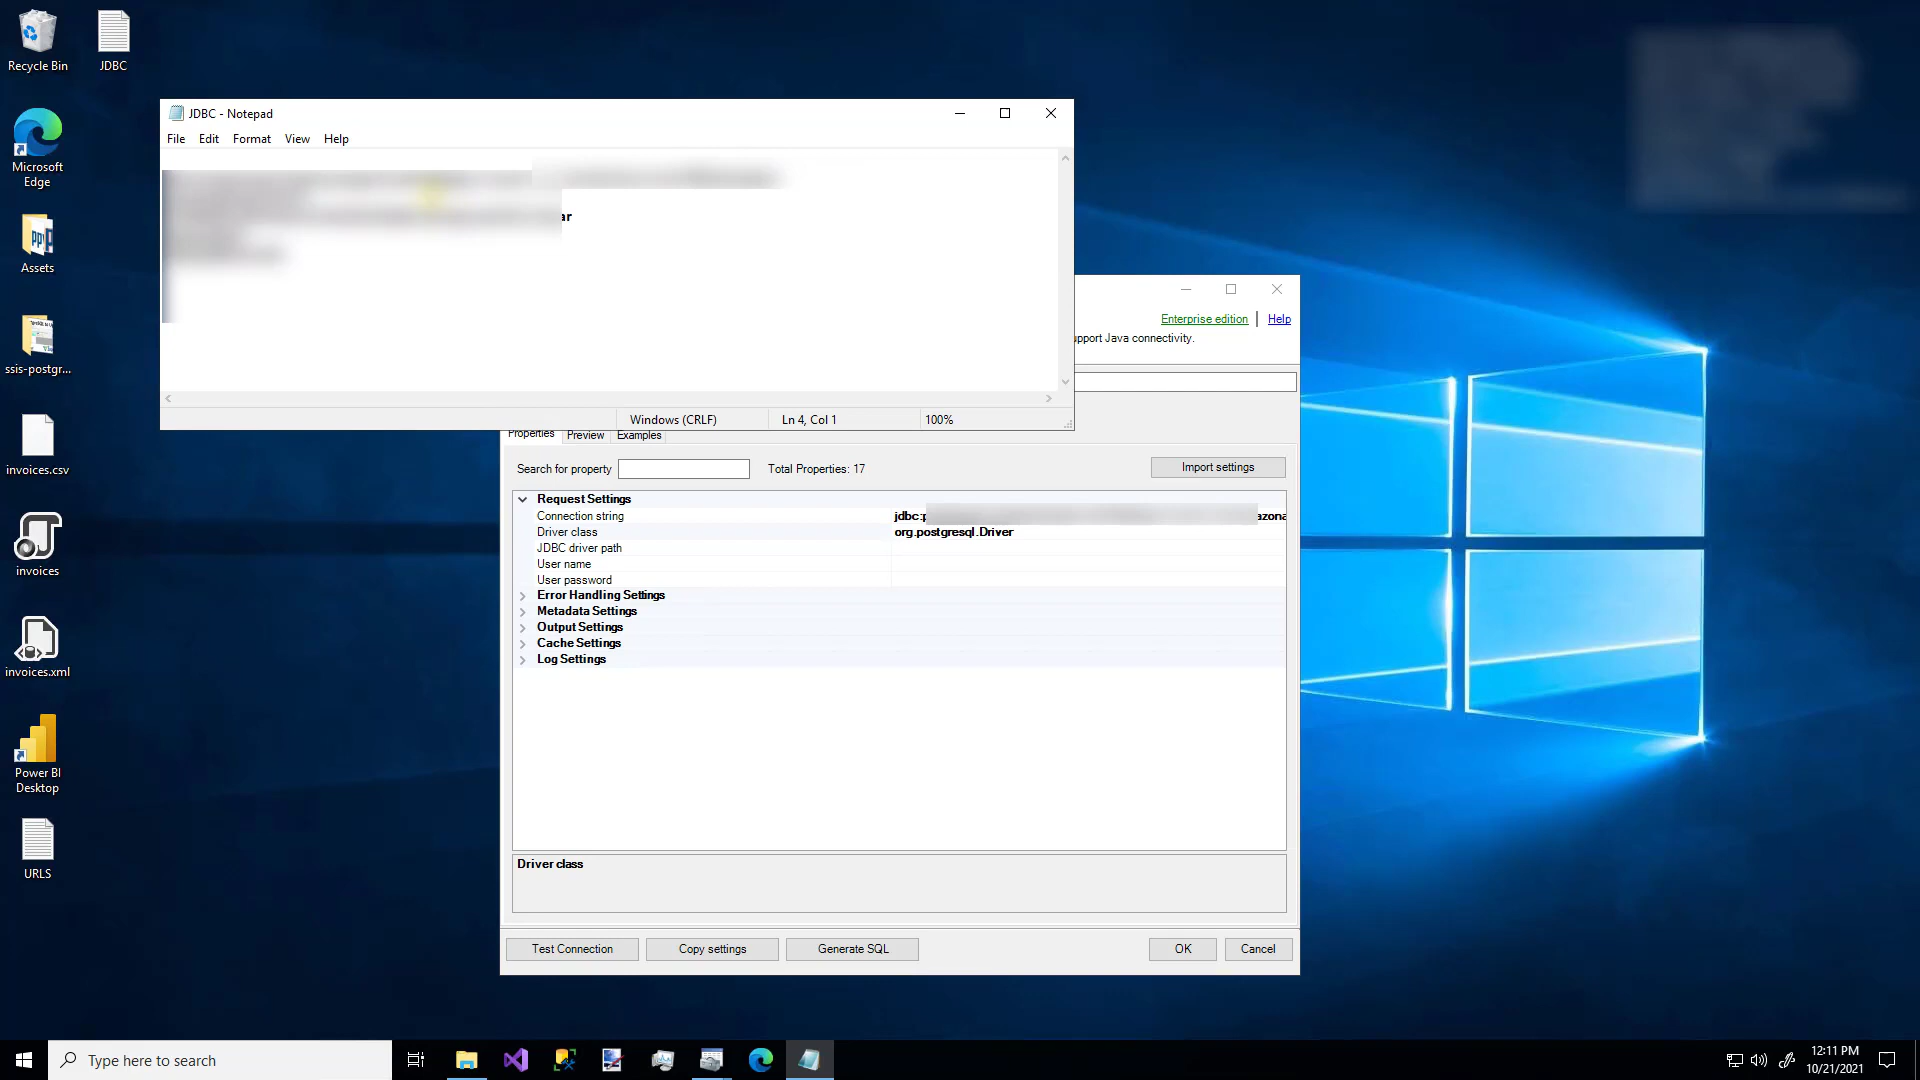 Recycle Bin
JDBC
Microsoft
Edge
Assets
ssis-postgr...
invoices.csv
invoices
invoices.xml
Power BI
Desktop
URLS
JDBC - Notepad
File Edit Format View Help
ar
Windows (CRLF) Ln 4, Col 1 100%
Enterprise edition Help
upport Java connectivity.
Properties Preview Examples
Search for property Total Properties: 17 Import settings
Request Settings
Connection string jdbc:p azona
Driver class org.postgresql.Driver
JDBC driver path
User name
User password
Error Handling Settings
Metadata Settings
Output Settings
Cache Settings
Log Settings
Driver class
Test Connection Copy settings Generate SQL OK Cancel
Type here to search
12:11 PM
10/21/2021